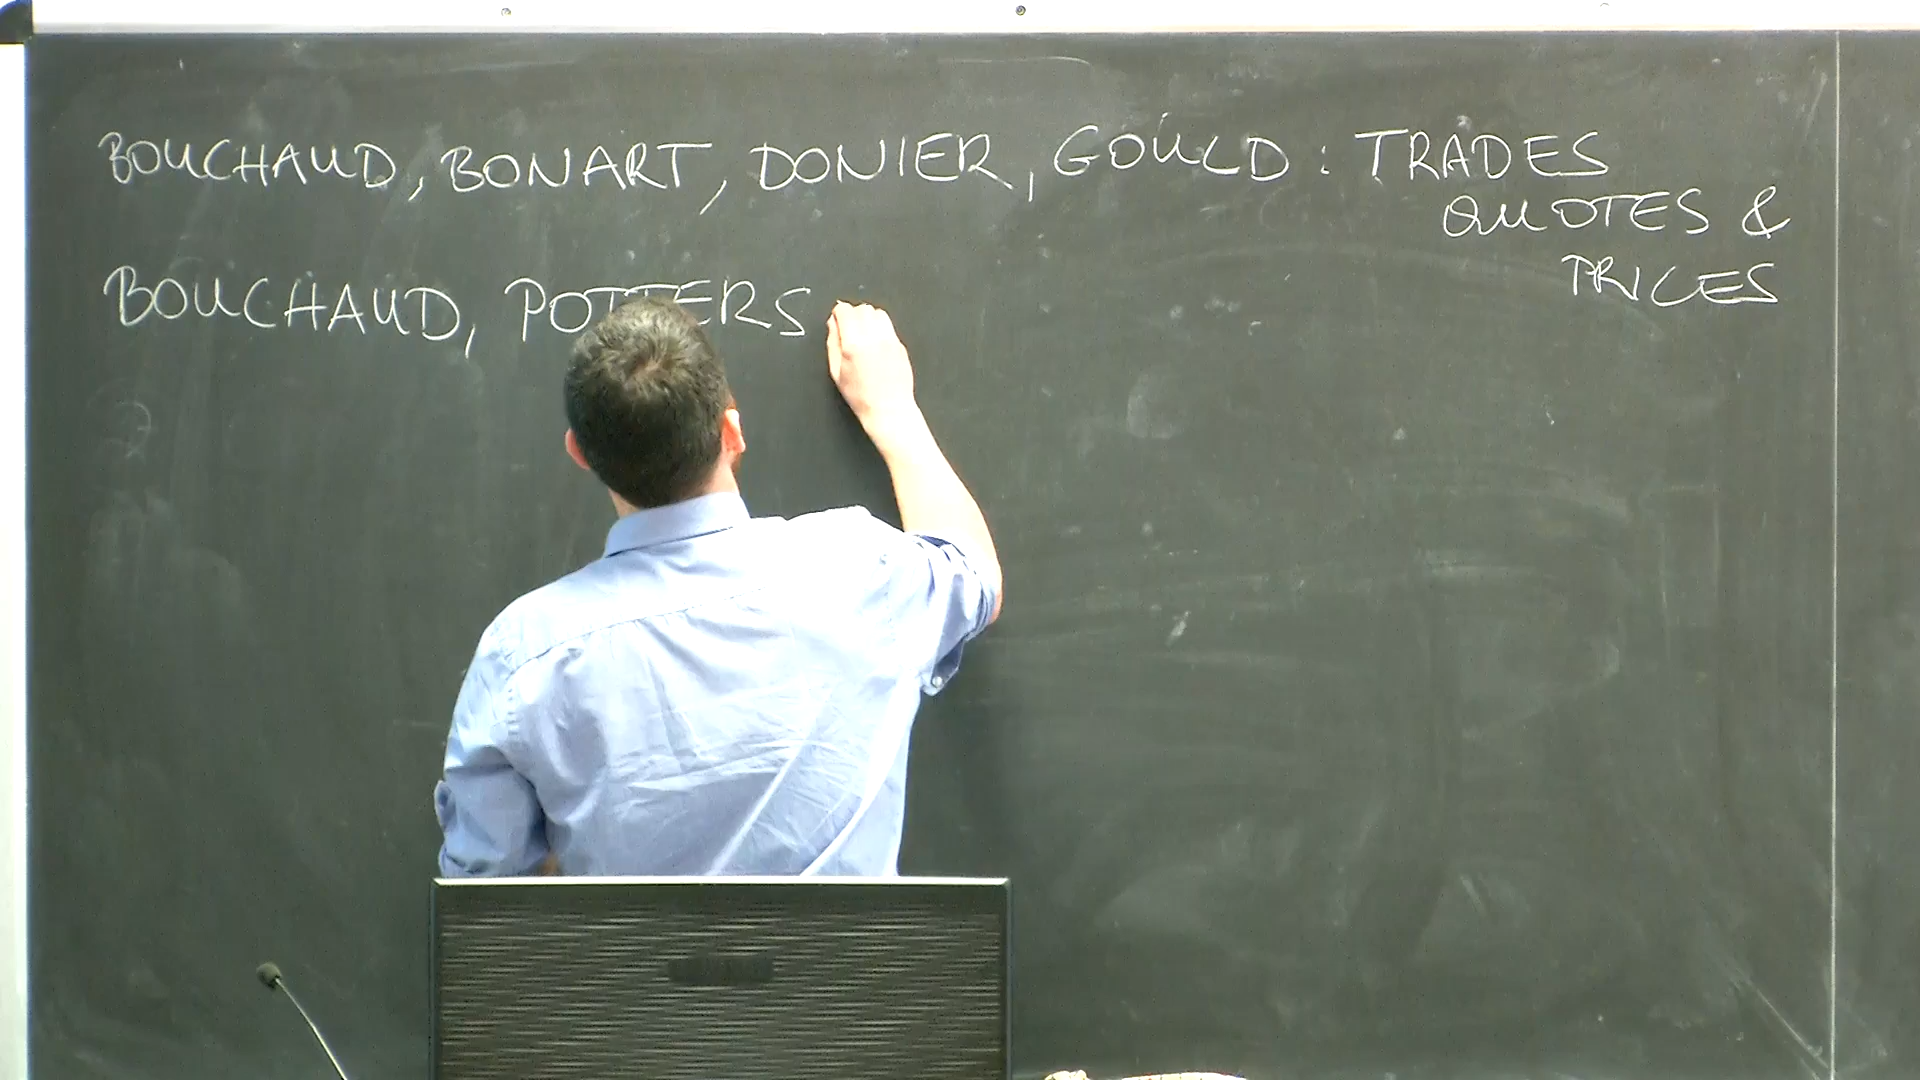 BOUCHAUD, BONART, DONIER, GOULD : TRADES
QUOTES &
PRICES
BOUCHAUD, POTTERS